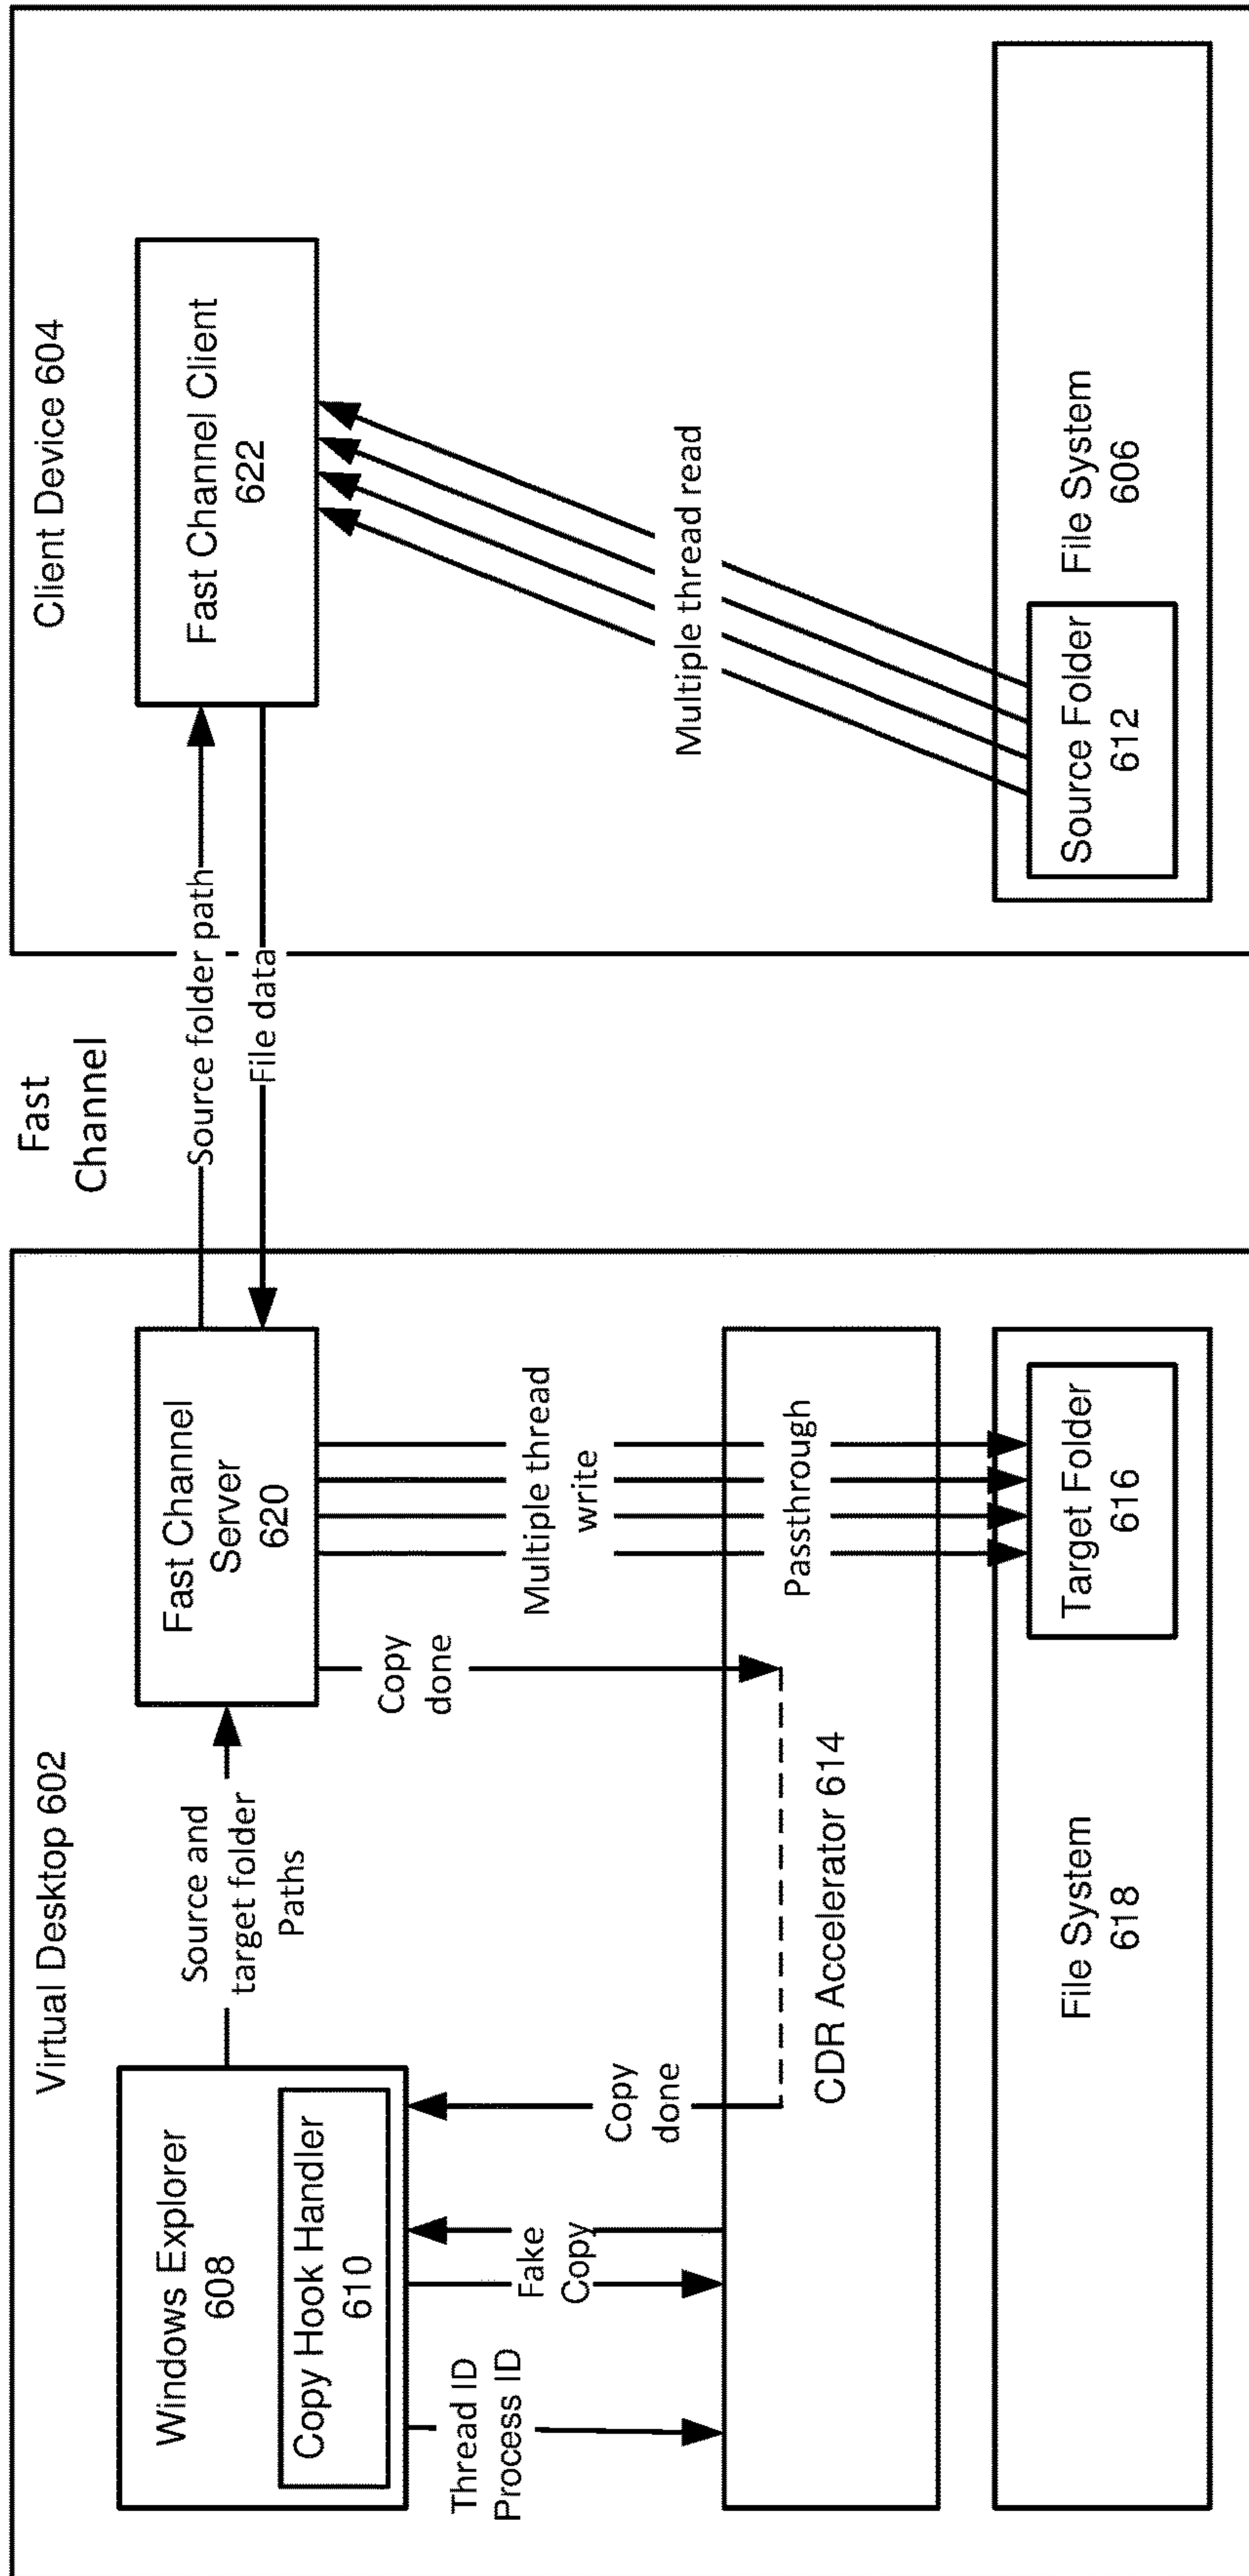 Virtual Desktop 602
Windows Explorer
608
Copy Hook Handler
610
Source and
target folder
Paths
Fast Channel
Server
620
Thread ID
Process ID
Fake
Copy
Copy
done
Copy
done
Multiple thread
write
Passthrough
CDR Accelerator 614
File System
618
Target Folder
616
Fast
Channel
Source folder path
File data
Client Device 604
Fast Channel Client
622
Multiple thread read
Source Folder
612
File System
606